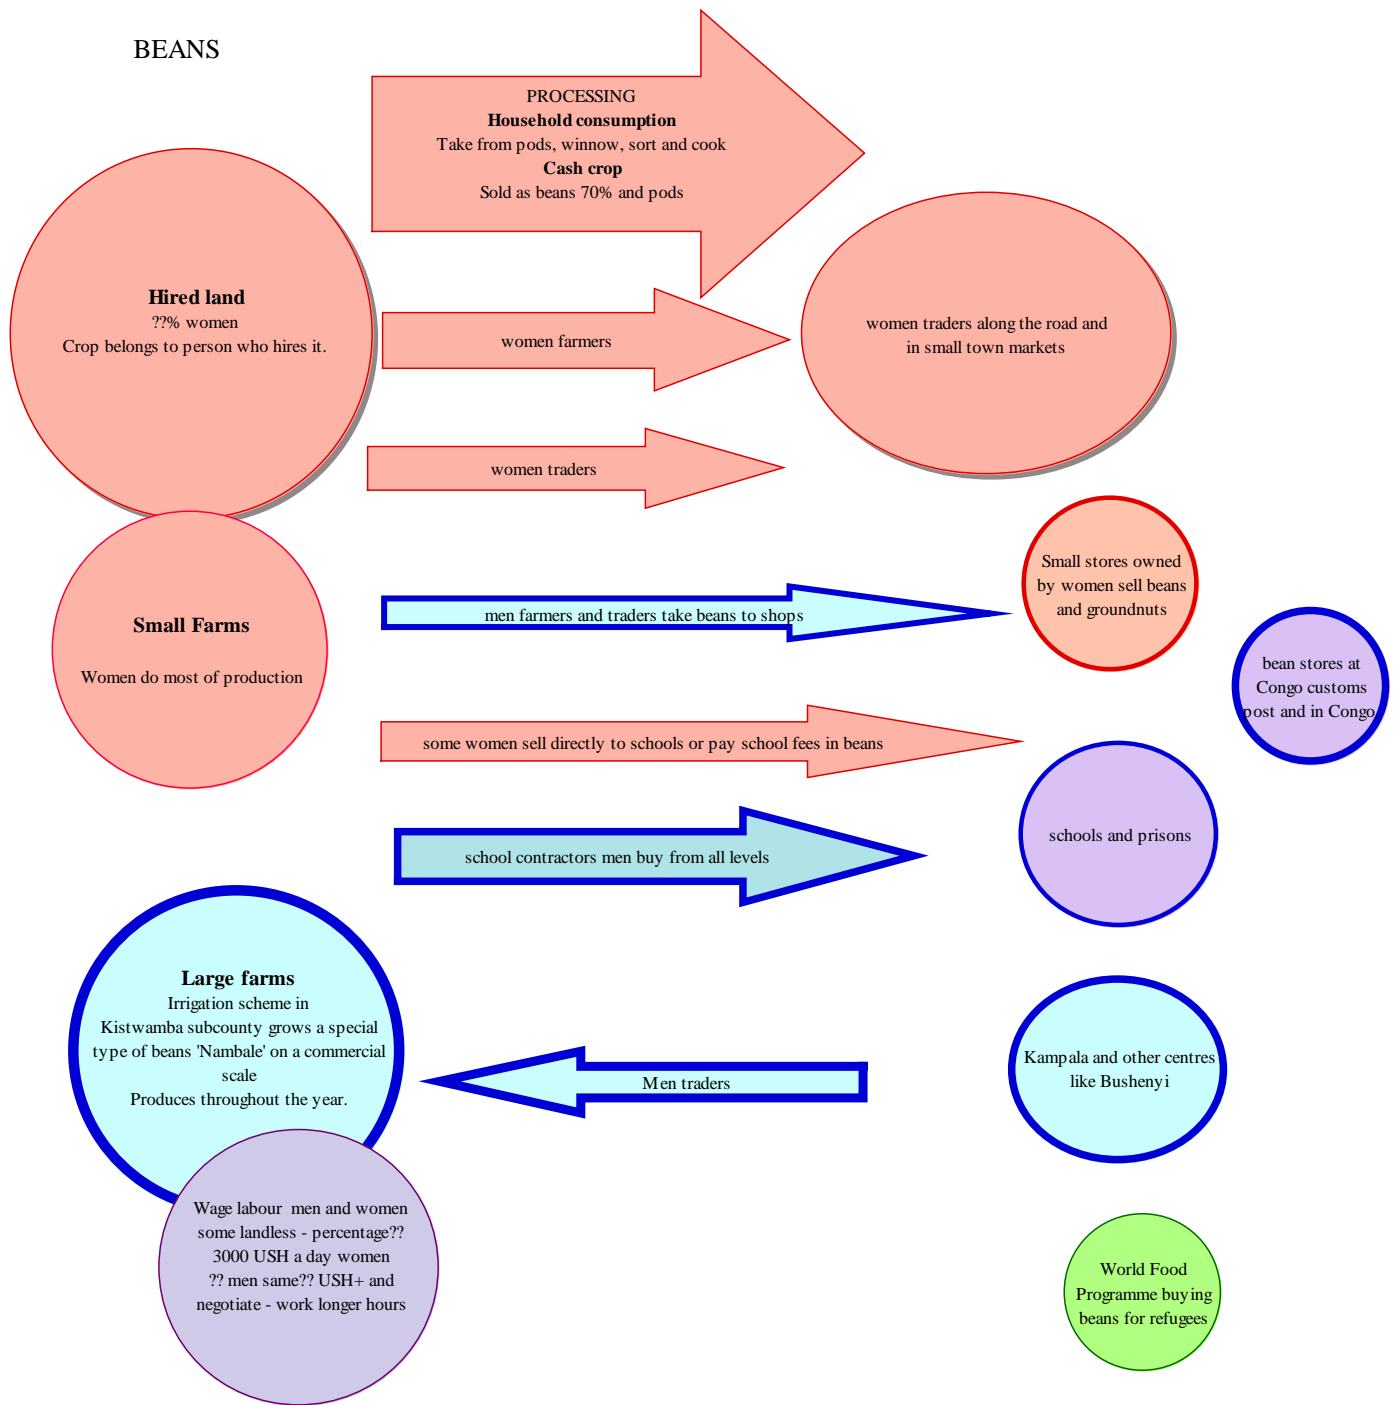 BEANS
PROCESSING
Household consumption
Take from pods, winnow, sort and cook
Cash crop
Sold as beans 70% and pods
Hired land
??% women
Crop belongs to person who hires it.
women farmers
women traders along the road and
in small town markets
women traders
Small Farms
Women do most of production
men farmers and traders take beans to shops
Small stores owned
by women sell beans
and groundnuts
bean stores at
Congo customs
post and in Congo
some women sell directly to schools or pay school fees in beans
schools and prisons
school contractors men buy from all levels
Large farms
Irrigation scheme in
Kistwamba subcounty grows a special
type of beans 'Nambale' on a commercial
scale
Produces throughout the year.
Men traders
Kampala and other centres
like Bushenyi
Wage labour  men and women
some landless - percentage??
3000 USH a day women
?? men same?? USH+ and
negotiate - work longer hours
World Food
Programme buying
beans for refugees